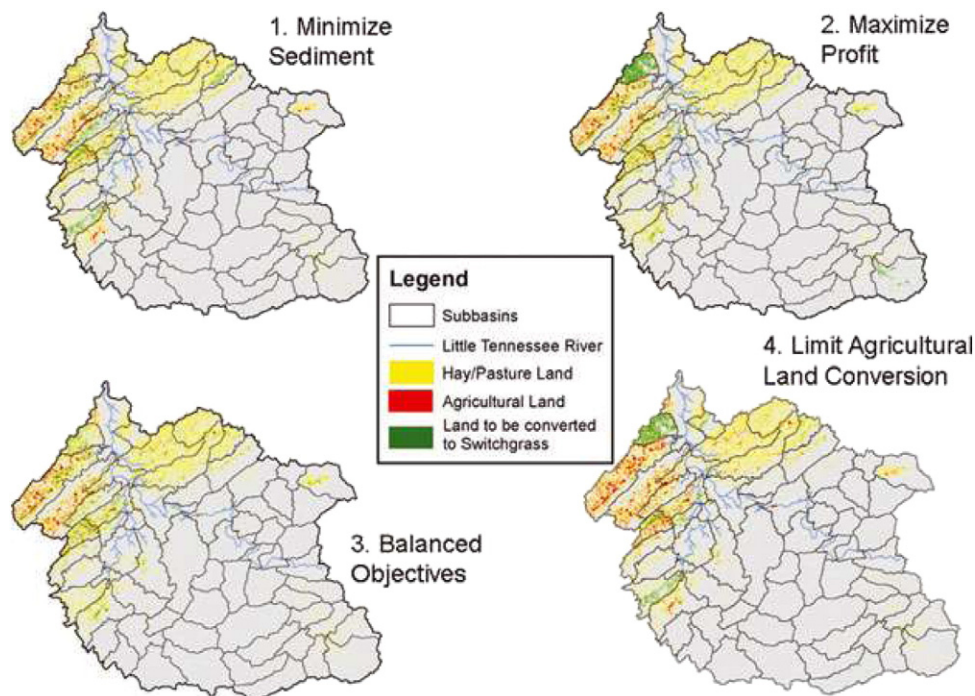 1. Minimize
Sediment
2. Maximize
Profit
Legend
Subbasins
Little Tennessee River
Hay/Pasture Land
Agricultural Land
Land to be converted
to Switchgrass
3. Balanced
Objectives
4. Limit Agricultural
Land Conversion